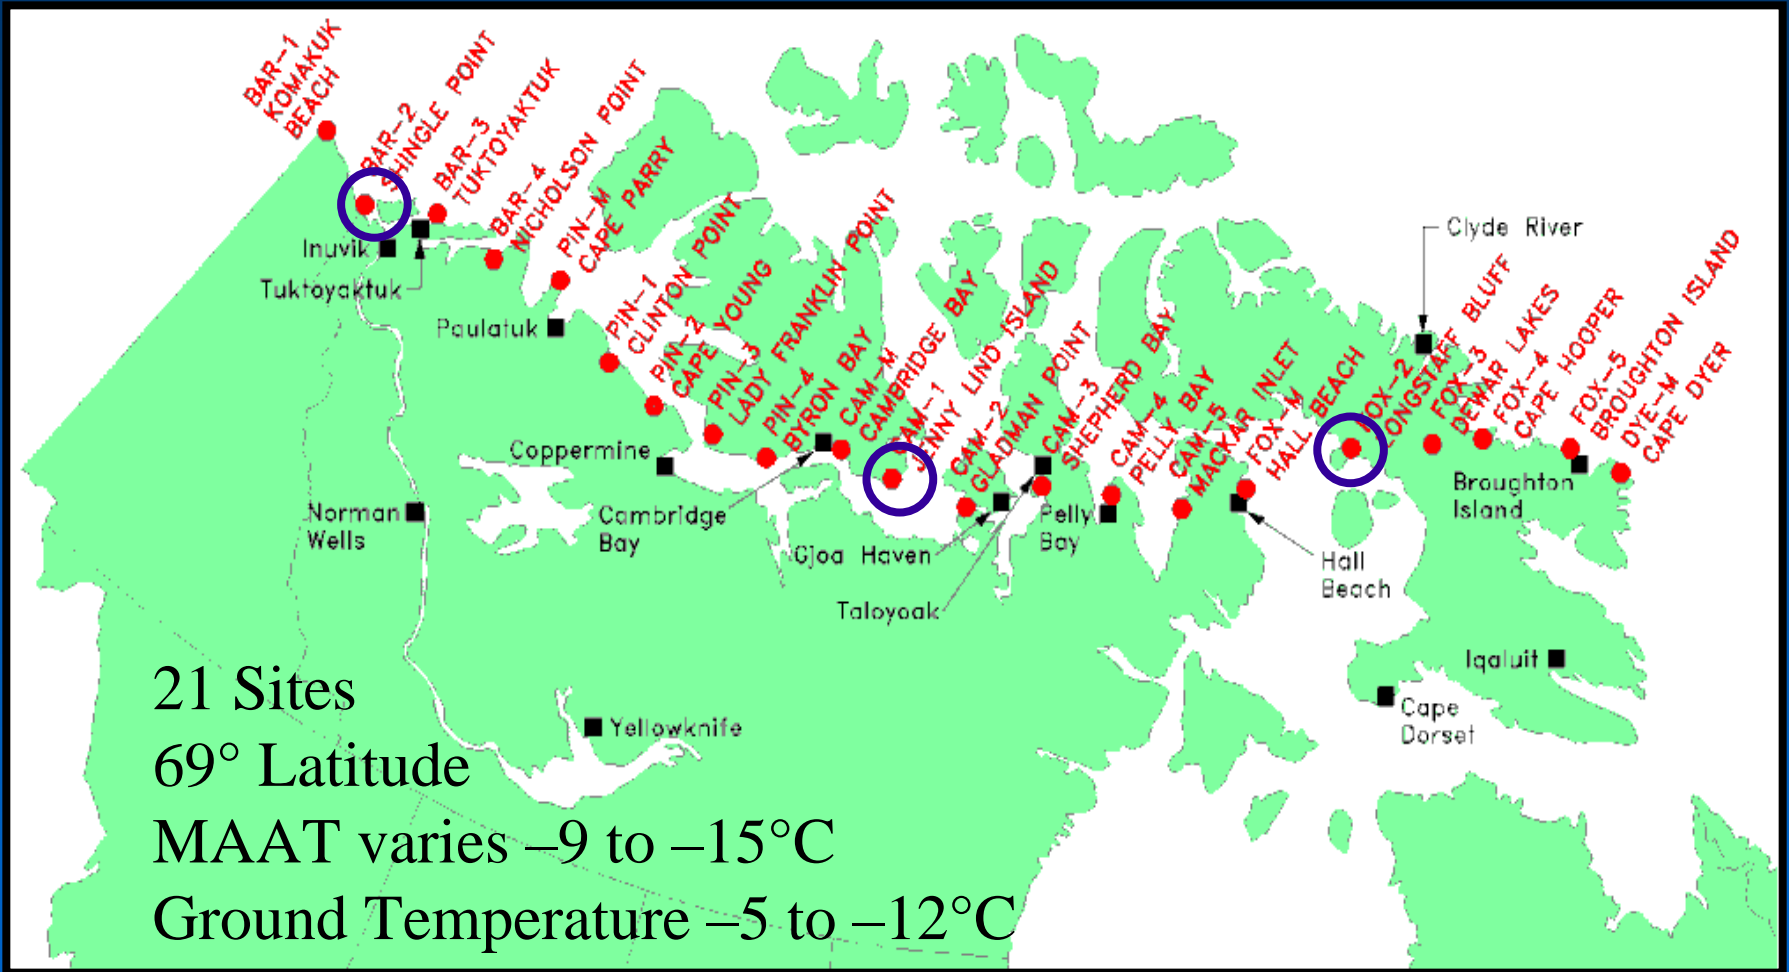 BAR-1
KOMAKUK
BEACH
BAR-2
SHINGLE POINT
BAR-3
TUKTOYAKTUK
BAR-4
NICHOLSON POINT
PIN-M
CAPE PARRY
PIN-1
CLINTON POINT
PIN-2
CAPE YOUNG
PIN-3
LADY FRANKLIN POINT
PIN-4
BYRON BAY
CAM-M
CAMBRIDGE BAY
CAM-1
JENNY LIND ISLAND
CAM-2
GLADMAN POINT
CAM-3
SHEPHERD BAY
CAM-4
PELLY BAY
CAM-5
MACKAR INLET
FOX-M
HALL BEACH
FOX-2
LONGSTAFF BLUFF
FOX-3
DEWAR LAKES
FOX-4
CAPE HOOPER
FOX-5
BROUGHTON ISLAND
DYE-M
CAPE DYER
Clyde River
Inuvik
Tuktoyaktuk
Paulatuk
Coppermine
Norman
Wells
Cambridge
Bay
Gjoa Haven
Taloyoak
Pelly
Bay
Hall
Beach
Broughton
Island
Iqaluit
Cape
Dorset
Yellowknife
21 Sites
69° Latitude
MAAT varies –9 to –15°C
Ground Temperature –5 to –12°C